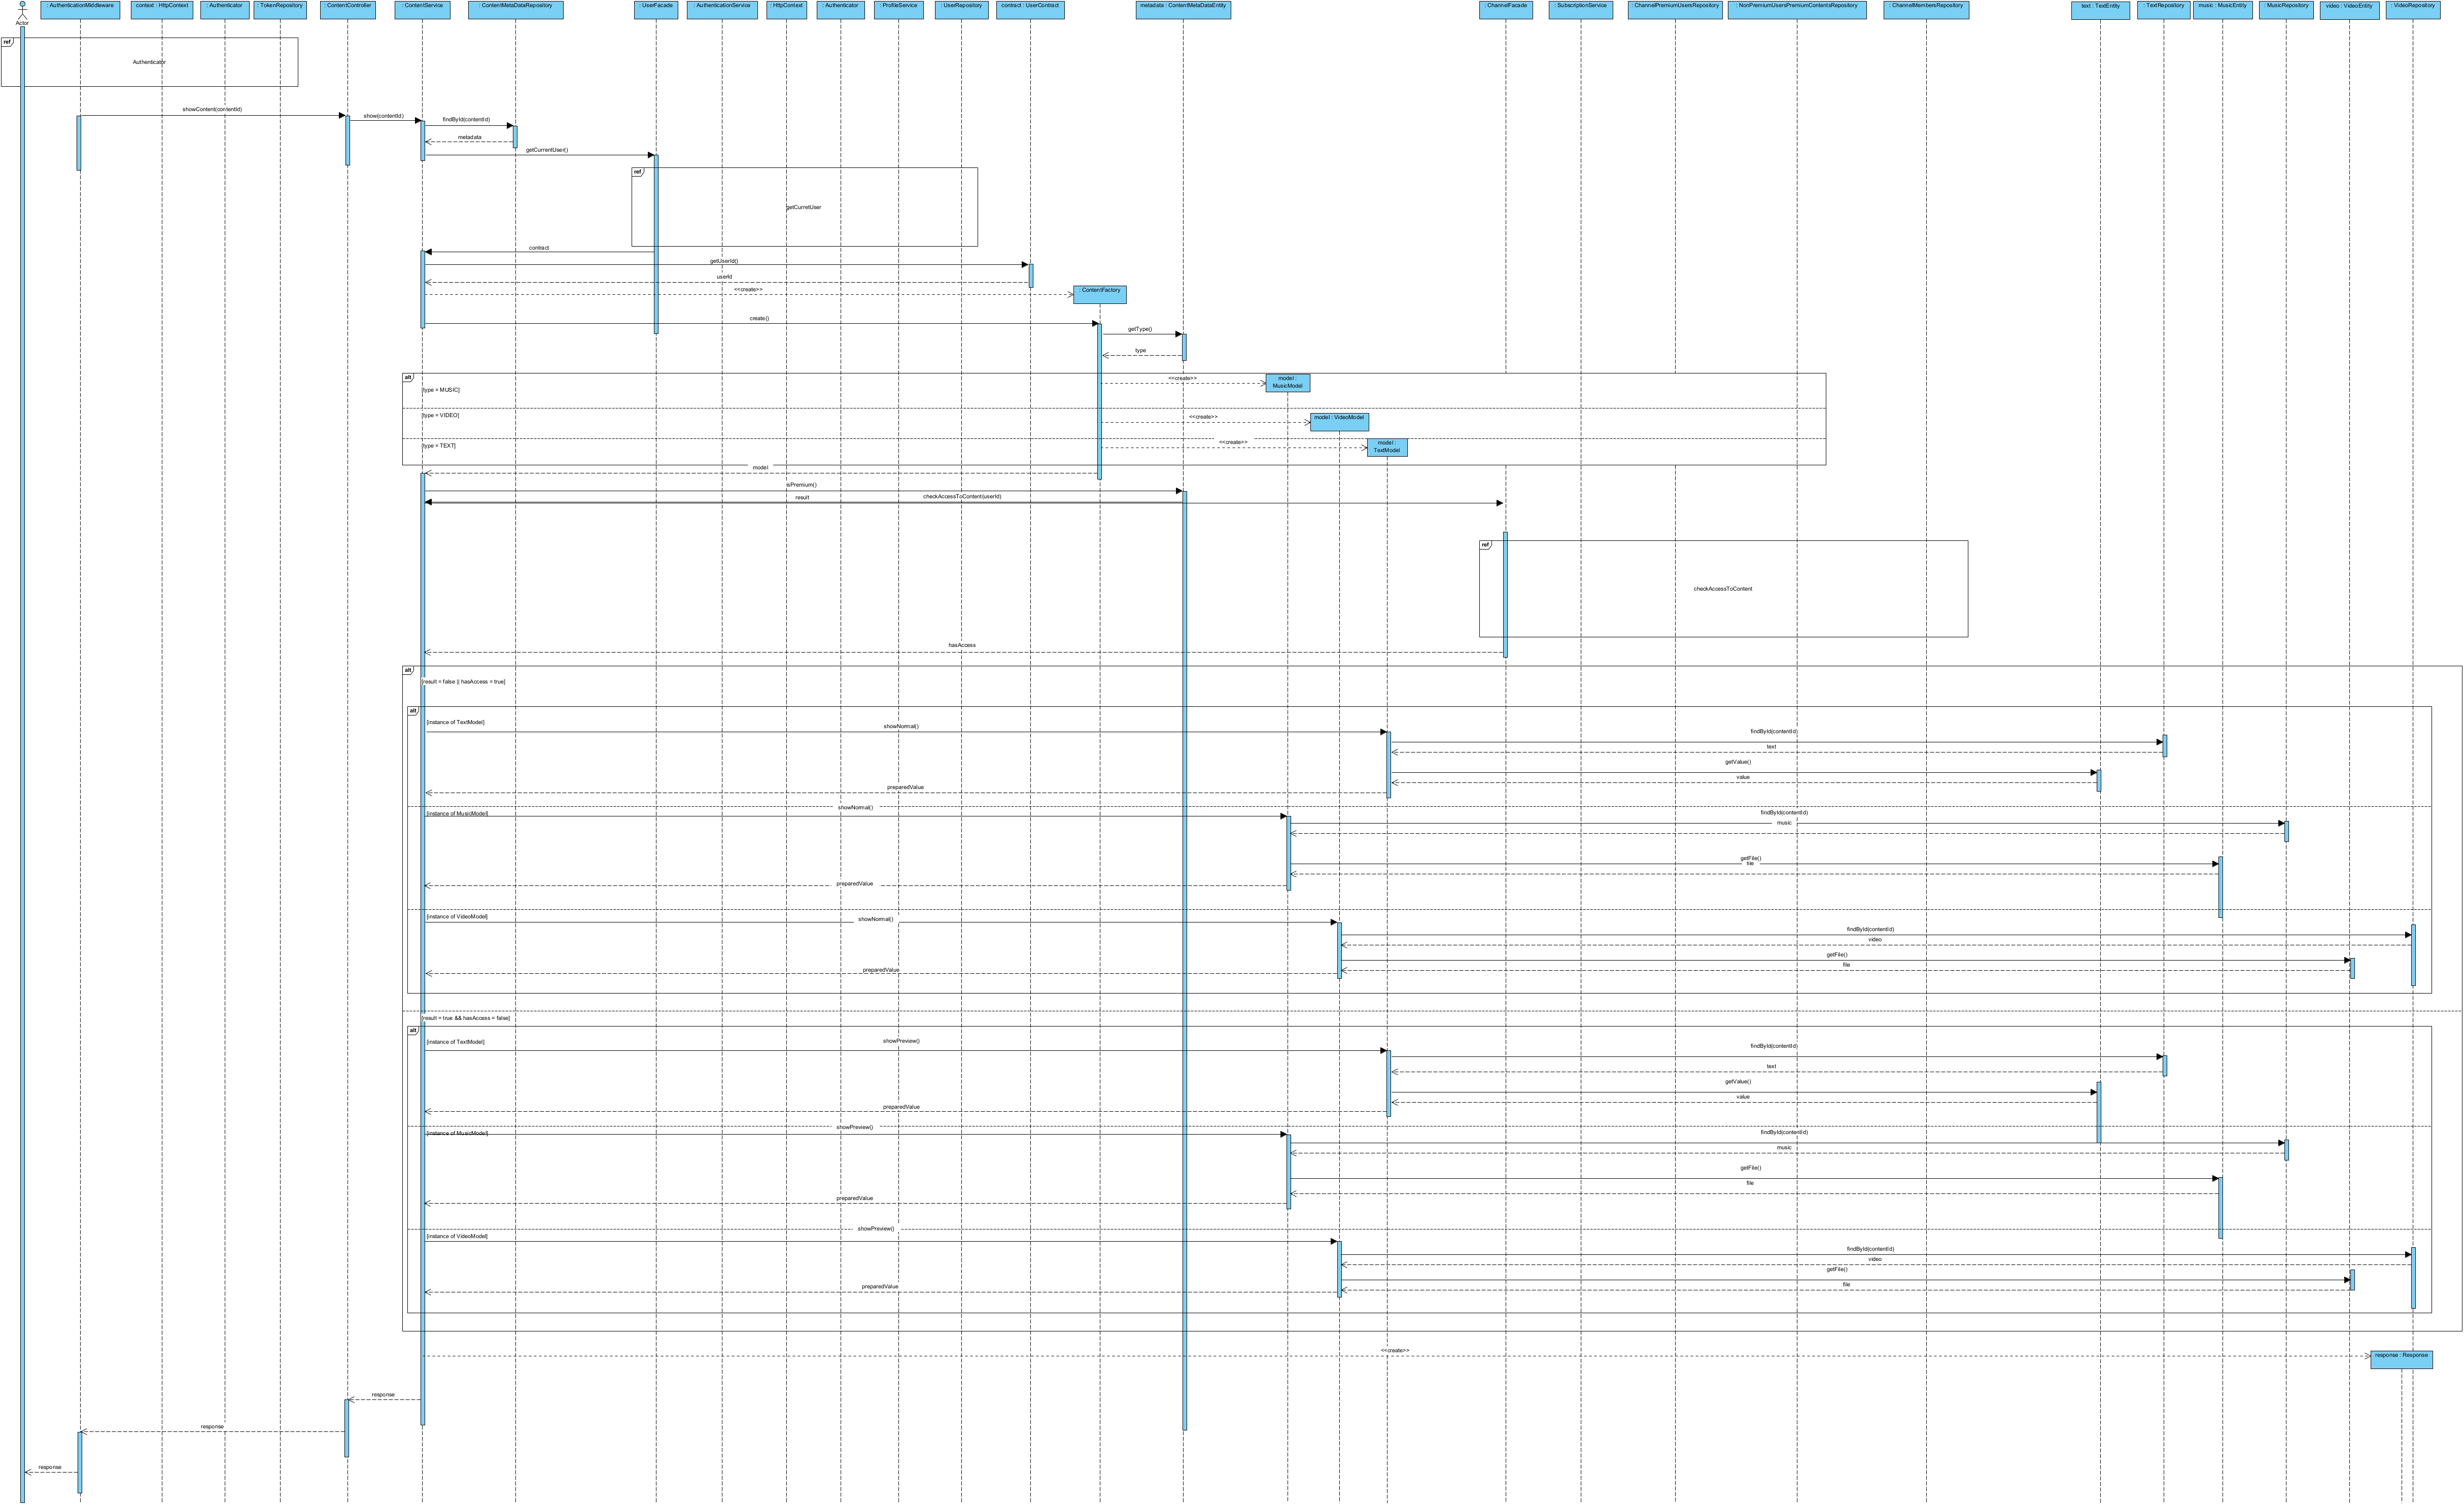 Actor
: AuthenticationMiddleware
context : HttpContext
: Authenticator
: TokenRepository
: ContentController
: ContentService
: ContentMetaDataRepository
: UserFacade
: AuthenticationService
: HttpContext
: Authenticator
: ProfileService
: UserRepository
contract : UserContract
metadata : ContentMetaDataEntity
: ChannelFacade
: SubscriptionService
: ChannelPremiumUsersRepository
: NonPremiumUsersPremiumContentsRepository
: ChannelMembersRepository
text : TextEntity
: TextRepository
music : MusicEntity
: MusicRepository
video : VideoEntity
: VideoRepository
ref
Authenticator
showContent(contentId)
show(contentId)
findById(contentId)
metadata
getCurrentUser()
ref
getCurretUser
contract
getUserId()
userId
<<create>>
: ContentFactory
create()
getType()
type
alt
[type = MUSIC]
<<create>>
model :
MusicModel
[type = VIDEO]
<<create>>
model : VideoModel
[type = TEXT]
<<create>>
model :
TextModel
model
isPremium()
result
checkAccessToContent(userId)
ref
checkAccessToContent
hasAccess
alt
[result = false || hasAccess = true]
alt
[instance of TextModel]
showNormal()
findById(contentId)
text
getValue()
value
preparedValue
showNormal()
[instance of MusicModel]
findById(contentId)
music
getFile()
file
preparedValue
[instance of VideoModel]
showNormal()
findById(contentId)
video
getFile()
file
preparedValue
[result = true && hasAccess = false]
alt
[instance of TextModel]
showPreview()
findById(contentId)
text
getValue()
value
preparedValue
showPreview()
[instance of MusicModel]
findById(contentId)
music
getFile()
file
preparedValue
showPreview()
[instance of VideoModel]
findById(contentId)
video
getFile()
file
preparedValue
<<create>>
response : Response
response
response
response